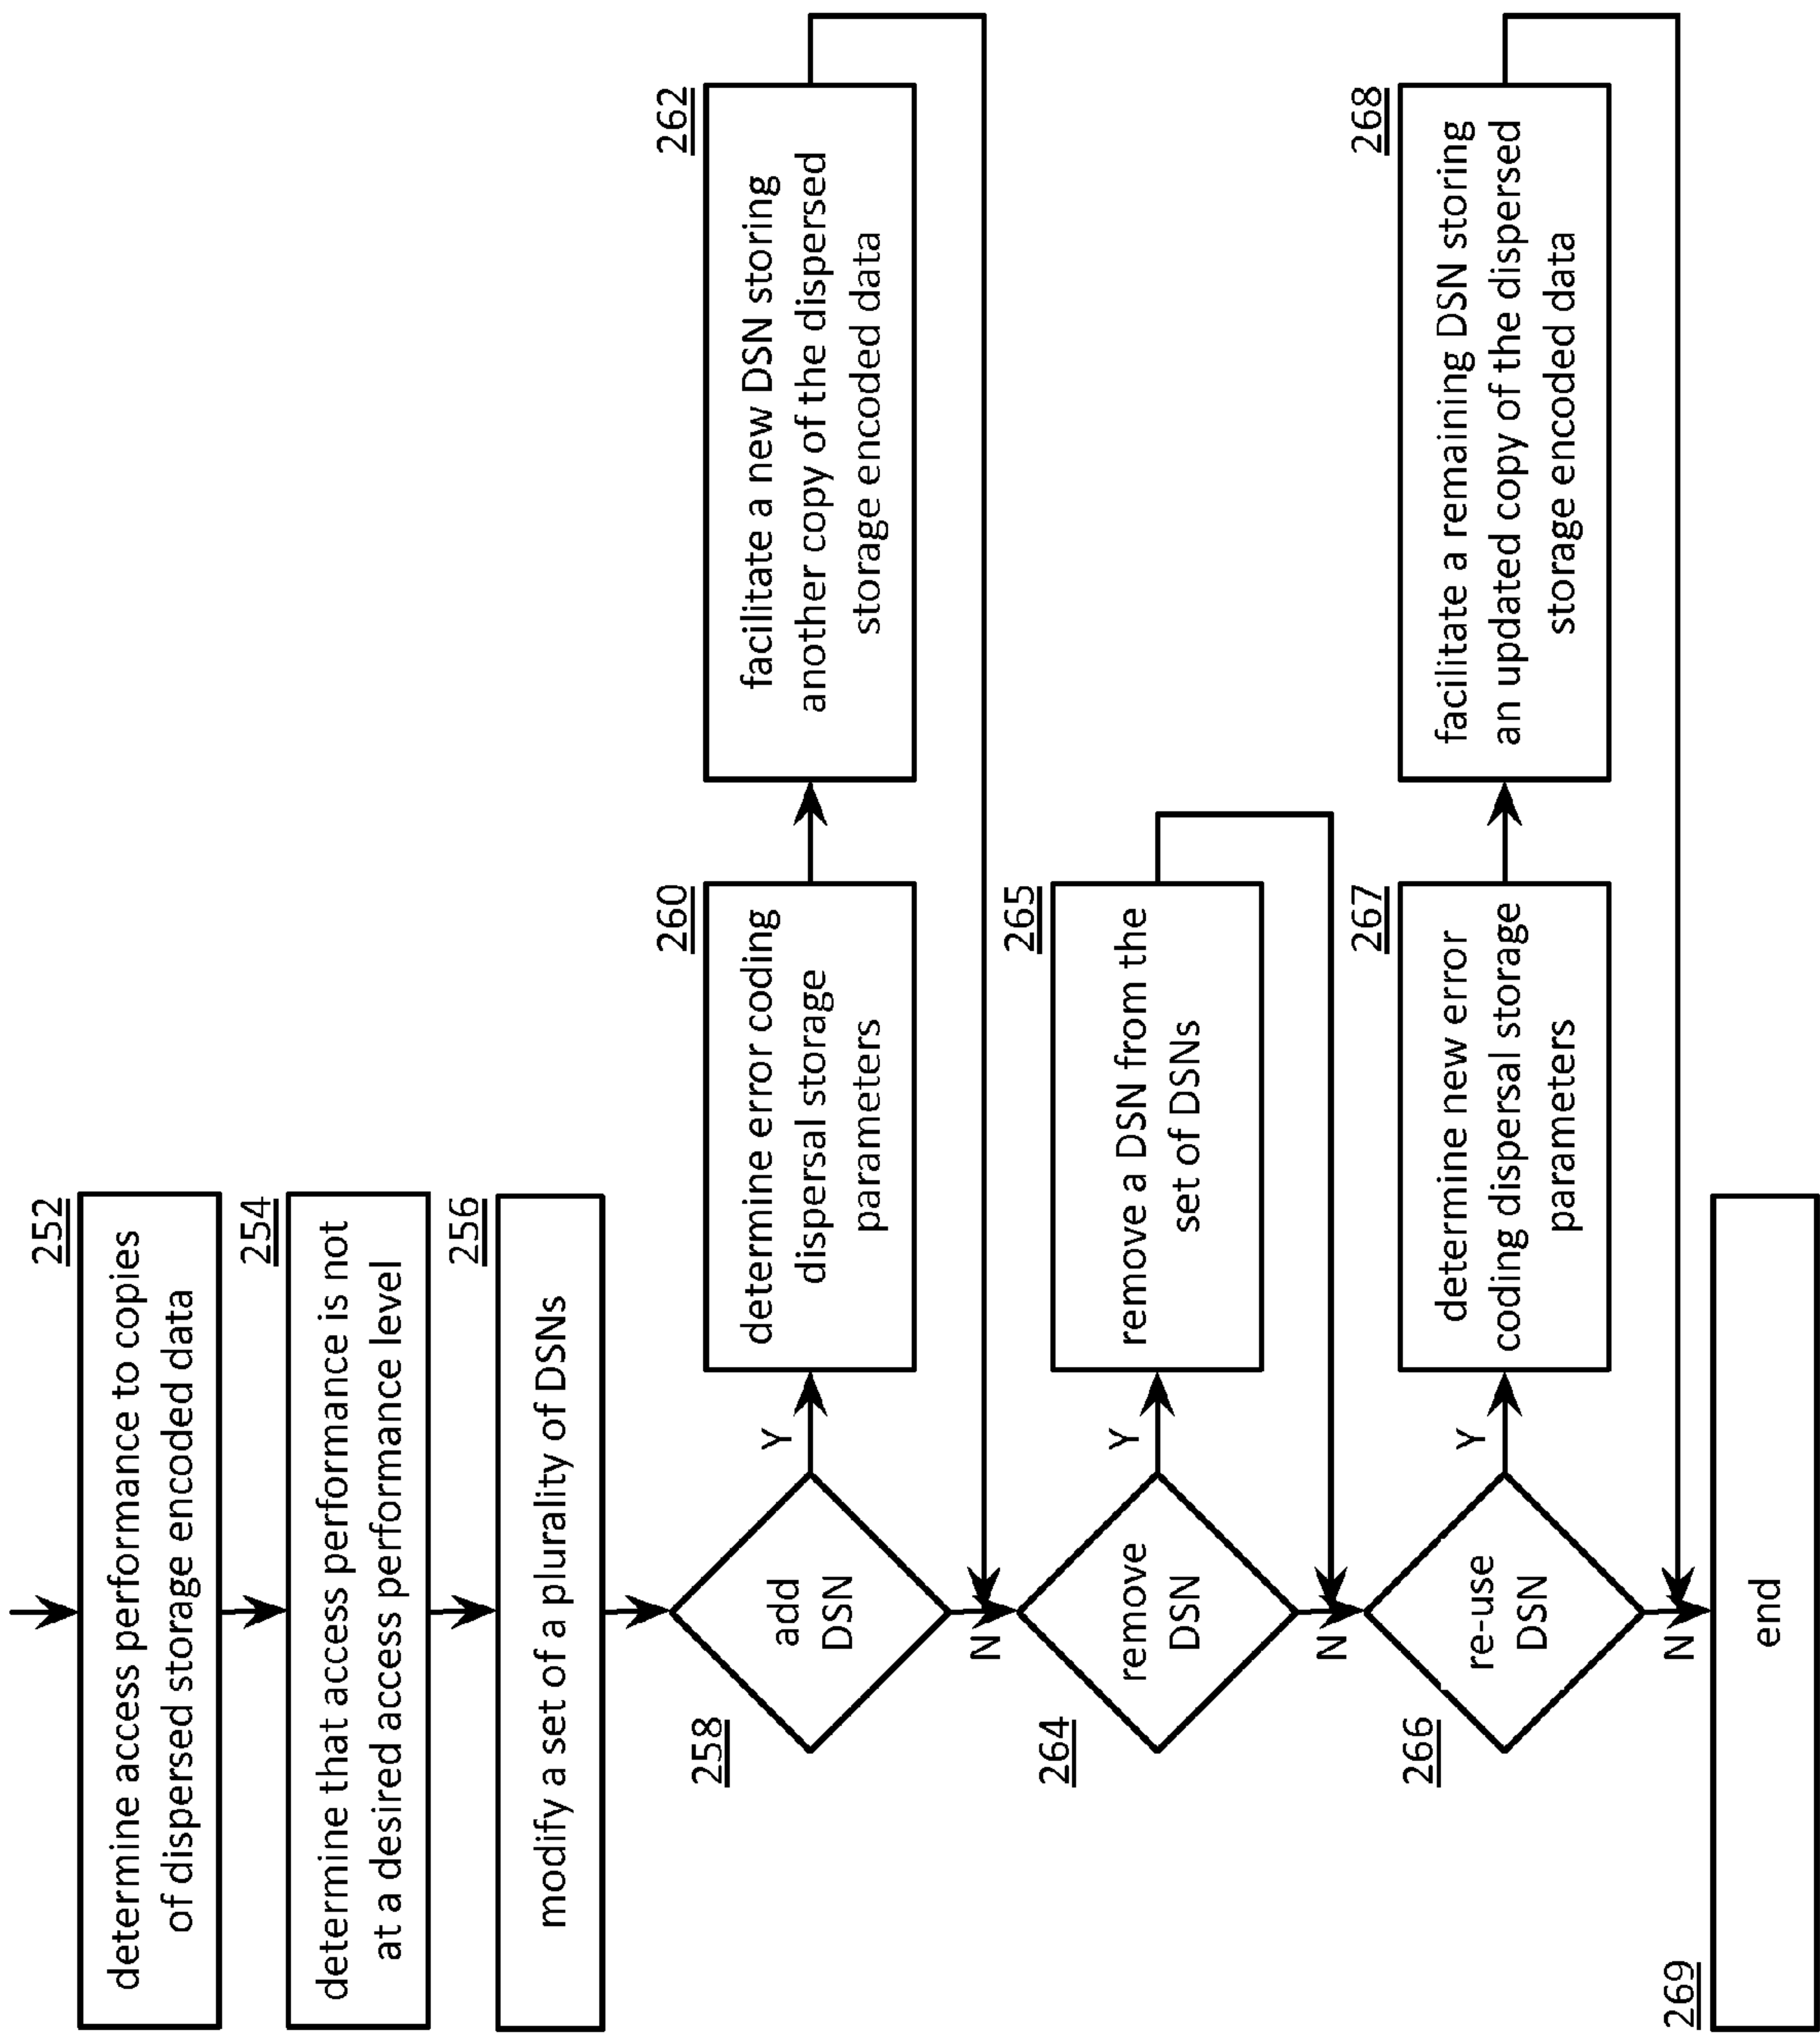 252
determine access performance to copies
of dispersed storage encoded data
254
determine that access performance is not
at a desired access performance level
256
modify a set of a plurality of DSNs
258
add
DSN
Y
N
260
determine error coding
dispersal storage
parameters
262
facilitate a new DSN storing
another copy of the dispersed
storage encoded data
264
remove
DSN
Y
N
265
remove a DSN from the
set of DSNs
266
re-use
DSN
Y
N
267
determine new error
coding dispersal storage
parameters
268
facilitate a remaining DSN storing
an updated copy of the dispersed
storage encoded data
269
end